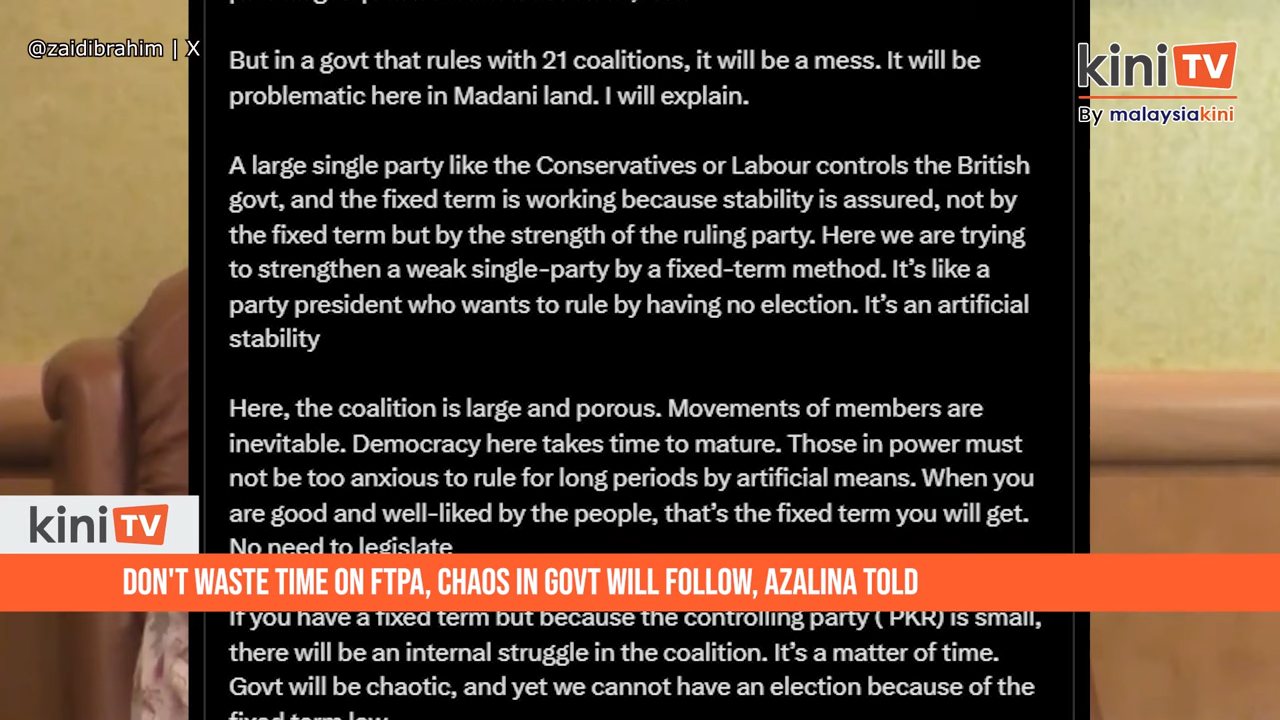 @zaidibrahim | X
kini TV
By malaysiakini
But in a govt that rules with 21 coalitions, it will be a mess. It will be
problematic here in Madani land. I will explain.
A large single party like the Conservatives or Labour controls the British
govt, and the fixed term is working because stability is assured, not by
the fixed term but by the strength of the ruling party. Here we are trying
to strengthen a weak single-party by a fixed-term method. It's like a
party president who wants to rule by having no election. It's an artificial
stability
Here, the coalition is large and porous. Movements of members are
inevitable. Democracy here takes time to mature. Those in power must
not be too anxious to rule for long periods by artificial means. When you
are good and well-liked by the people, that's the fixed term you will get.
No need to legislate
kini TV
DON'T WASTE TIME ON FTPA, CHAOS IN GOVT WILL FOLLOW, AZALINA TOLD
If you have a fixed term but because the controlling party ( PKR) is small,
there will be an internal struggle in the coalition. It's a matter of time.
Govt will be chaotic, and yet we cannot have an election because of the
fixed term law